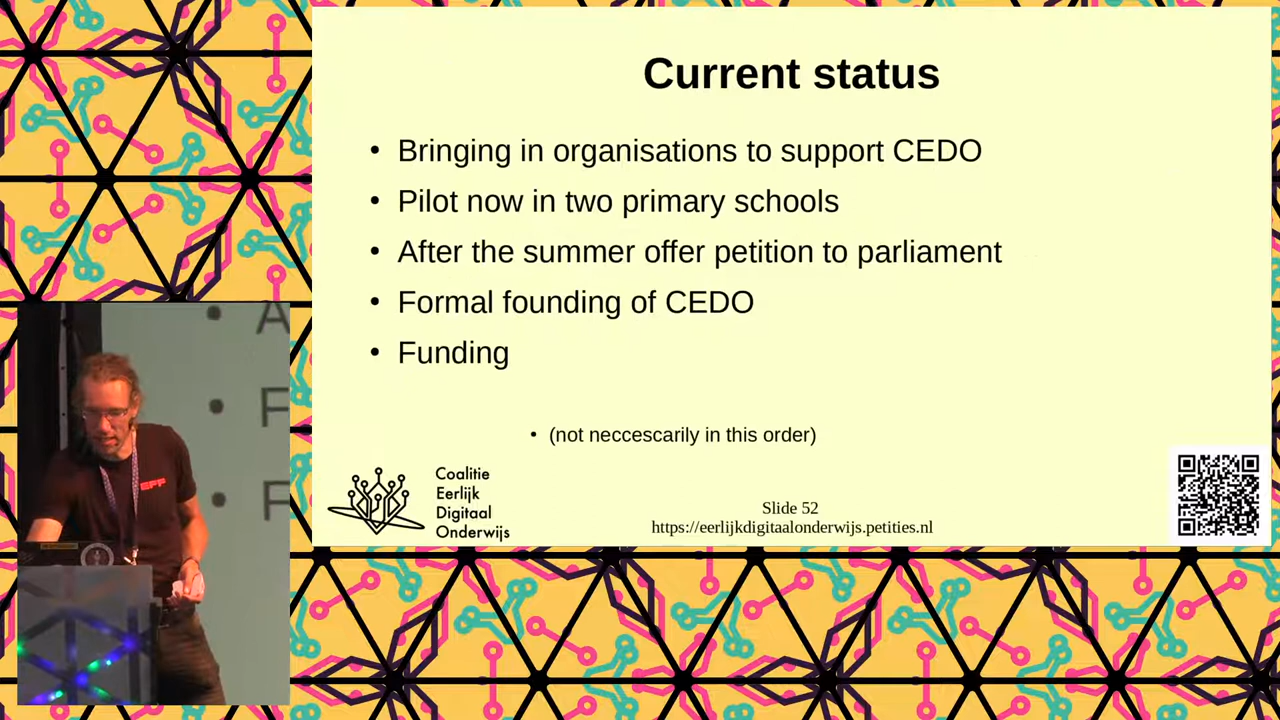 Current status
• Bringing in organisations to support CEDO
• Pilot now in two primary schools
• After the summer offer petition to parliament
• Formal founding of CEDO
• Funding
• (not neccescarily in this order)
Coalitie
Eerlijk
Digitaal
Onderwijs
Slide 52
https://eerlijkdigitaalonderwijs.petities.nl
• A
• F
• F
EFF